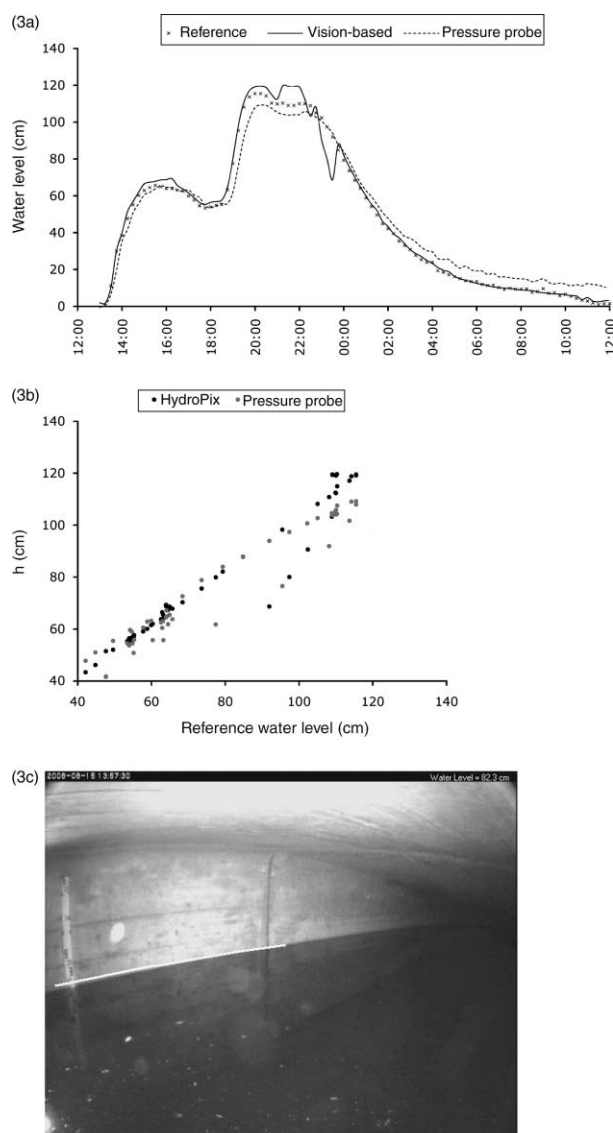 (3a)
× Reference — Vision-based ----- Pressure probe
Water level (cm)
140
120
100
80
60
40
20
0
12:00 14:00 16:00 18:00 20:00 22:00 00:00 02:00 04:00 06:00 08:00 10:00 12:00
(3b)
• HydroPix • Pressure probe
h (cm)
140
120
100
80
60
40
40 60 80 100 120 140
Reference water level (cm)
(3c)
13:57:30 Water Level = 82.3 cm